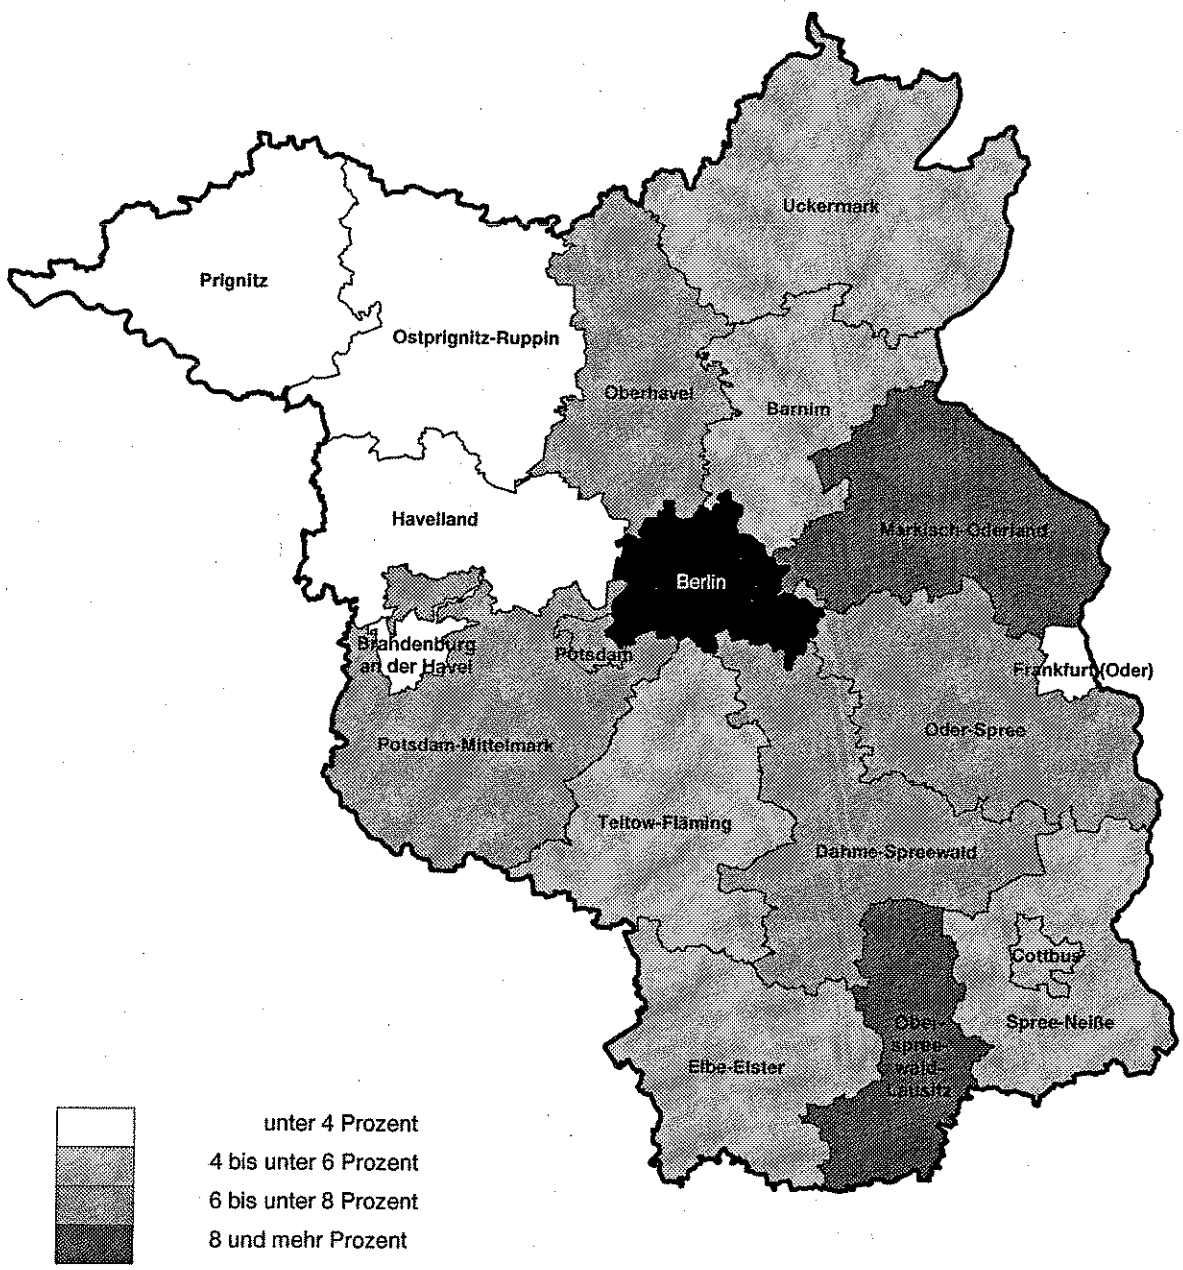 Uckermark
Prignitz
Ostprignitz-Ruppin
Oberhavel
Barnim
Havelland
Märkisch-Oderland
Berlin
Brandenburg
an der Havel
Potsdam
Frankfurt (Oder)
Potsdam-Mittelmark
Oder-Spree
Teltow-Fläming
Dahme-Spreewald
Cottbus
Spree-Neiße
Ober-
spree-
wald-
Lausitz
Elbe-Elster
unter 4 Prozent
4 bis unter 6 Prozent
6 bis unter 8 Prozent
8 und mehr Prozent